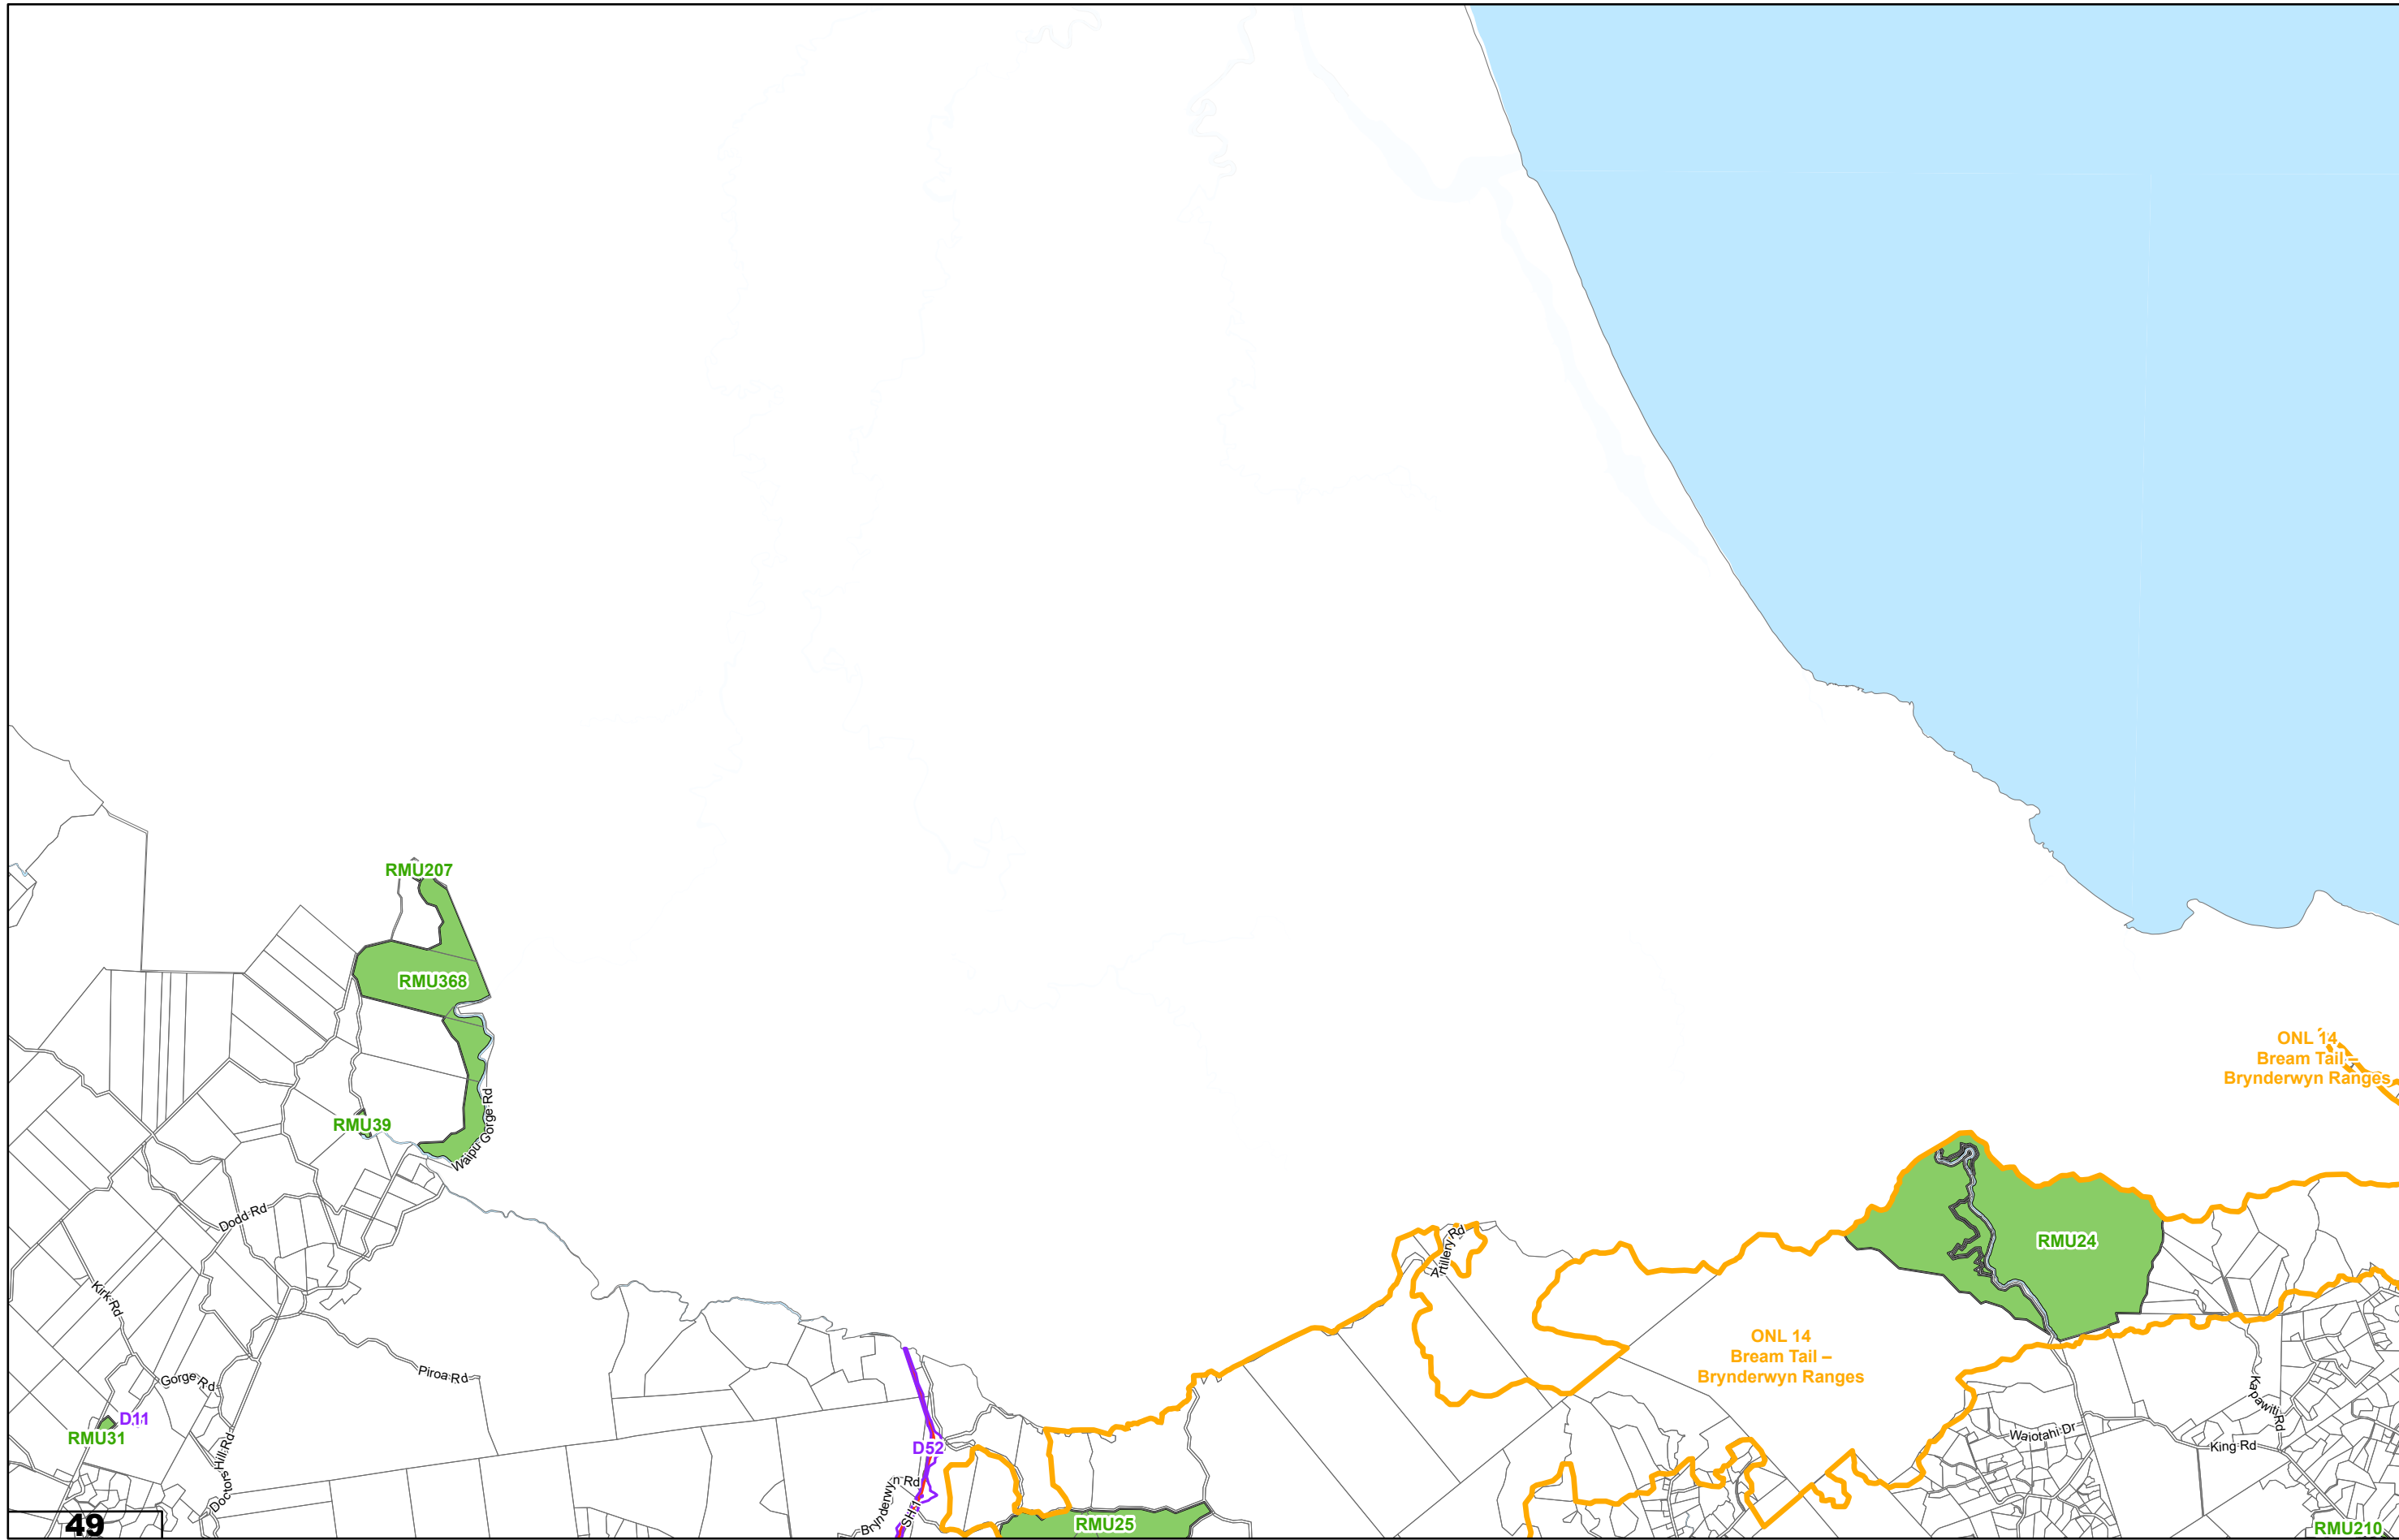 RMU207
RMU368
ONL 14
Bream Tail –
Brynderwyn Ranges
RMU39
Waipu Gorge Rd
Dodd Rd
Artillery Rd
RMU24
Kirk Rd
ONL 14
Bream Tail –
Brynderwyn Ranges
Piroa Rd
Gorge Rd
Kapawiti Rd
D11
RMU31
Waiotahi Dr
D52
King Rd
Doctors Hill Rd
Brynderwyn Rd
SH 1
49
RMU25
RMU210